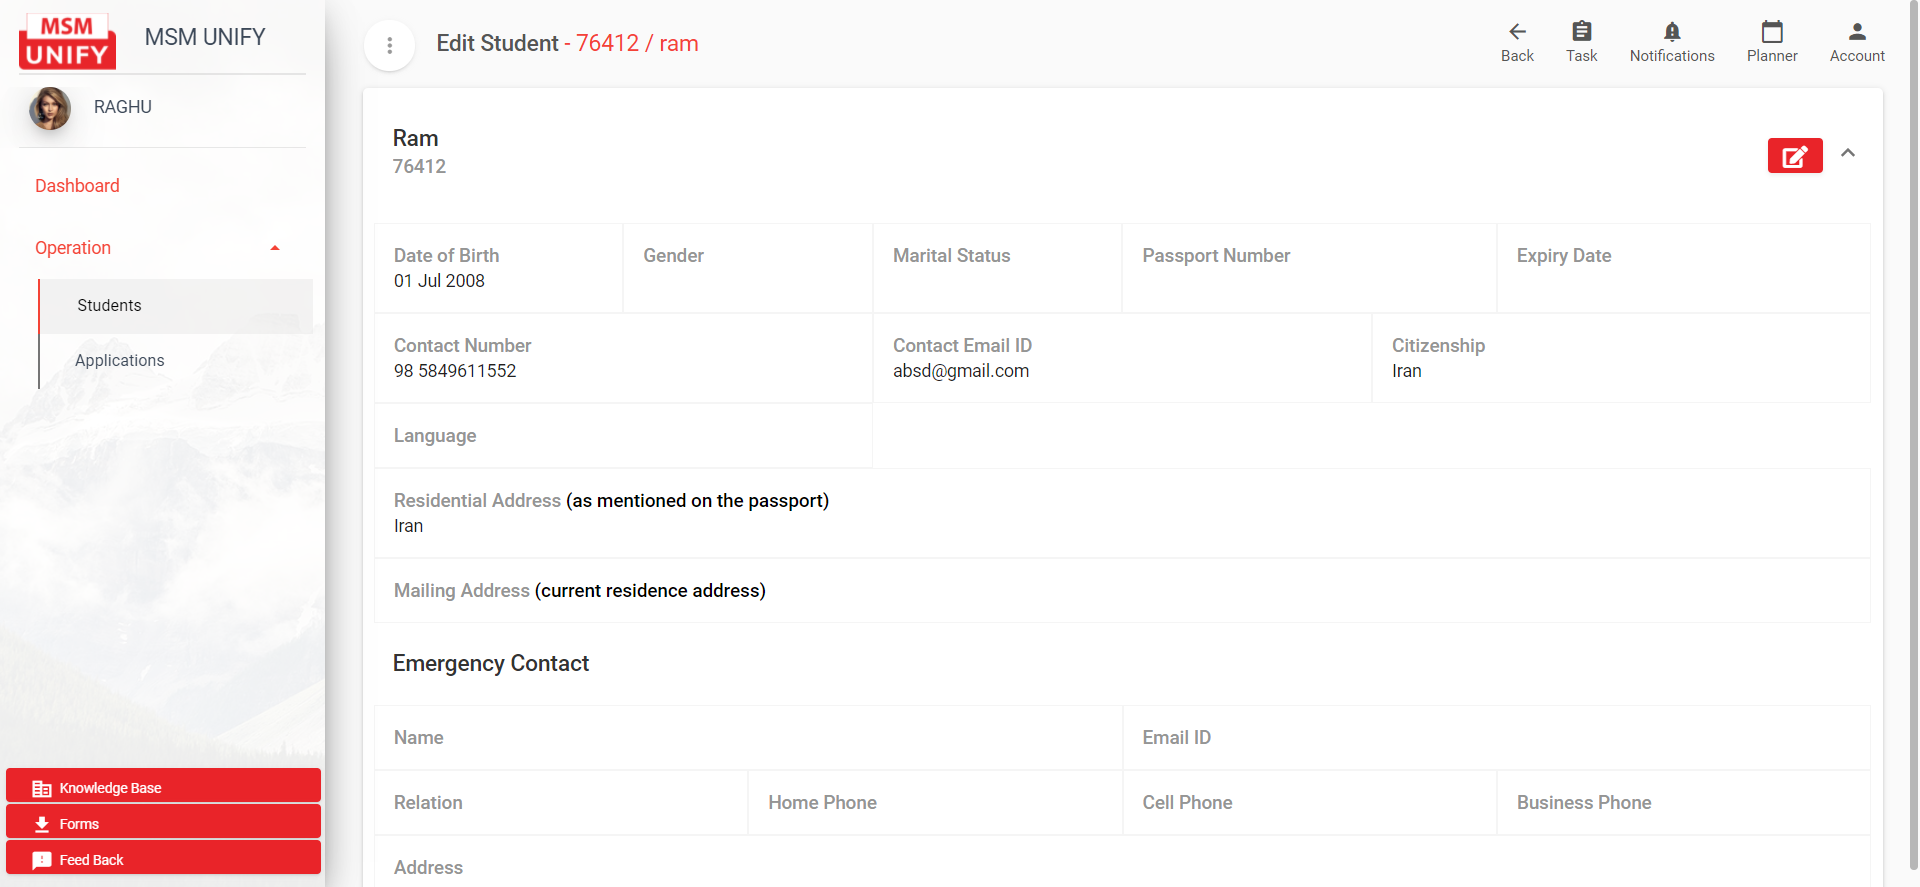 MSM
UNIFY
MSM UNIFY
RAGHU
Dashboard
Operation
Students
Applications
Knowledge Base
Forms
Feed Back
Edit Student - 76412 / ram
Back
Task
Notifications
Planner
Account
Ram
76412
Date of Birth
01 Jul 2008
Gender
Marital Status
Passport Number
Expiry Date
Contact Number
98 5849611552
Contact Email ID
absd@gmail.com
Citizenship
Iran
Language
Residential Address (as mentioned on the passport)
Iran
Mailing Address (current residence address)
Emergency Contact
Name
Email ID
Relation
Home Phone
Cell Phone
Business Phone
Address